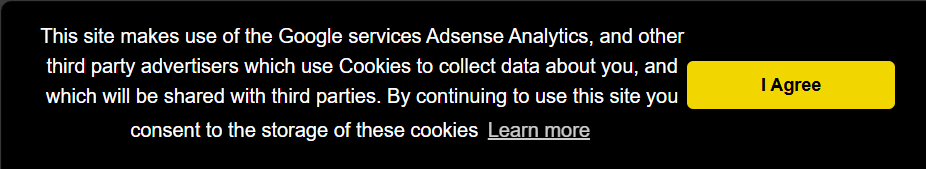 This site makes use of the Google services Adsense Analytics, and other
third party advertisers which use Cookies to collect data about you, and
which will be shared with third parties. By continuing to use this site you
consent to the storage of these cookies Learn more
I Agree